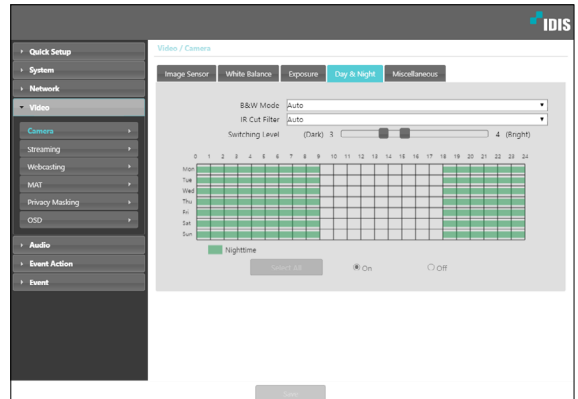 IDIS
Quick Setup
System
Network
Video
Camera
Streaming
Webcasting
MAT
Privacy Masking
OSD
Audio
Event Action
Event
Video / Camera
Image Sensor White Balance Exposure Day & Night Miscellaneous
B&W Mode Auto
IR Cut Filter Auto
Switching Level (Dark) 3 4 (Bright)
0 1 2 3 4 5 6 7 8 9 10 11 12 13 14 15 16 17 18 19 20 21 22 23 24
Mon
Tue
Wed
Thu
Fri
Sat
Sun
Nighttime
Select All On Off
Save